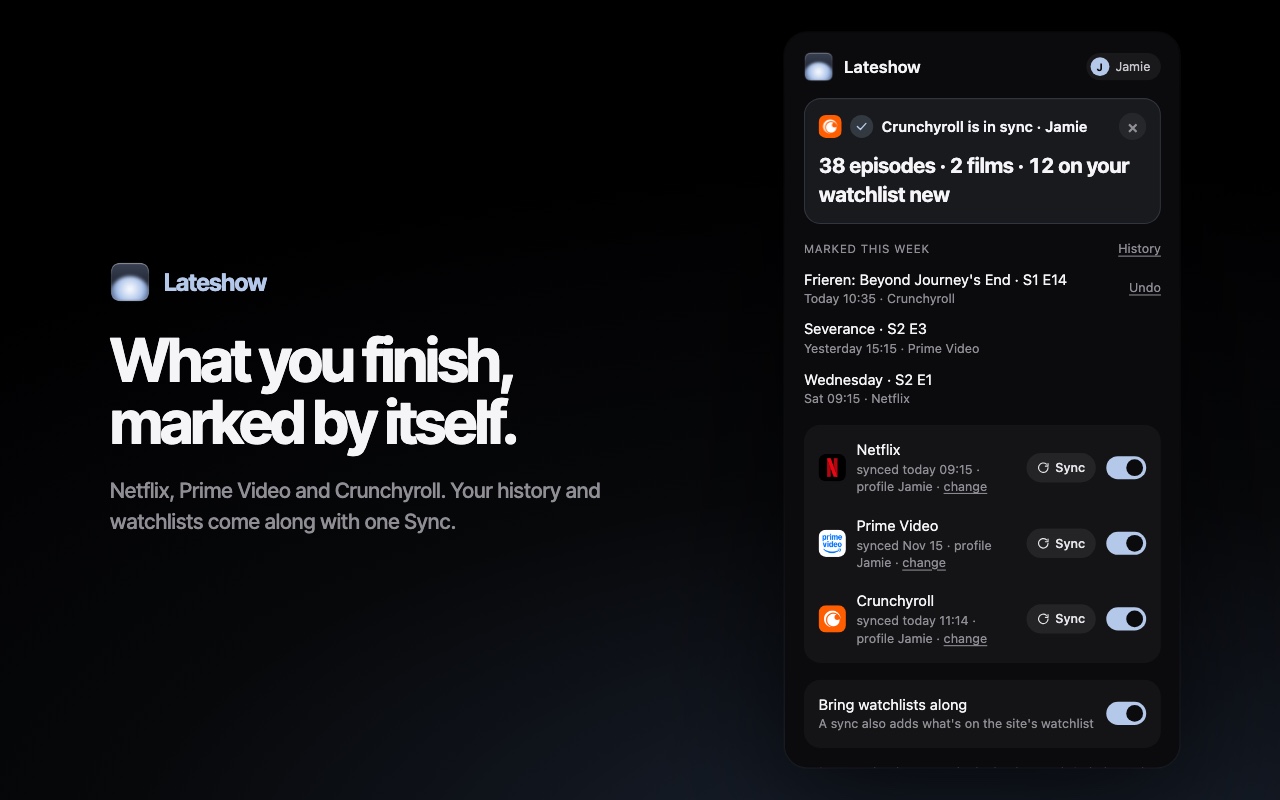 Lateshow
What you finish,
marked by itself.
Netflix, Prime Video and Crunchyroll. Your history and
watchlists come along with one Sync.
Lateshow
J Jamie
Crunchyroll is in sync · Jamie
38 episodes · 2 films · 12 on your
watchlist new
MARKED THIS WEEK
History
Frieren: Beyond Journey's End · S1 E14
Today 10:35 · Crunchyroll
Undo
Severance · S2 E3
Yesterday 15:15 · Prime Video
Wednesday · S2 E1
Sat 09:15 · Netflix
N
Netflix
synced today 09:15 ·
profile Jamie · change
Sync
prime
video
Prime Video
synced Nov 15 · profile
Jamie · change
Sync
Crunchyroll
synced today 11:14 ·
profile Jamie · change
Sync
Bring watchlists along
A sync also adds what's on the site's watchlist